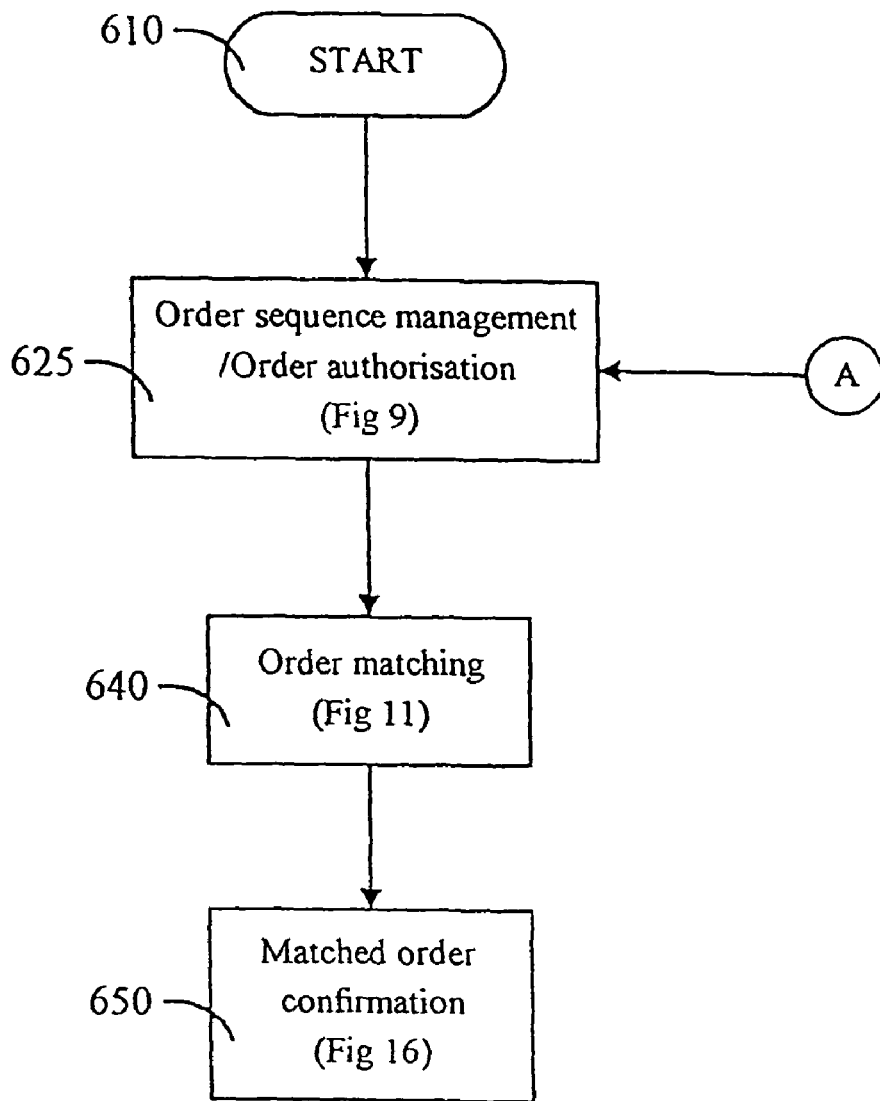 610
START
Order sequence management
/Order authorisation
(Fig 9)
625
A
Order matching
(Fig 11)
640
Matched order
confirmation
(Fig 16)
650